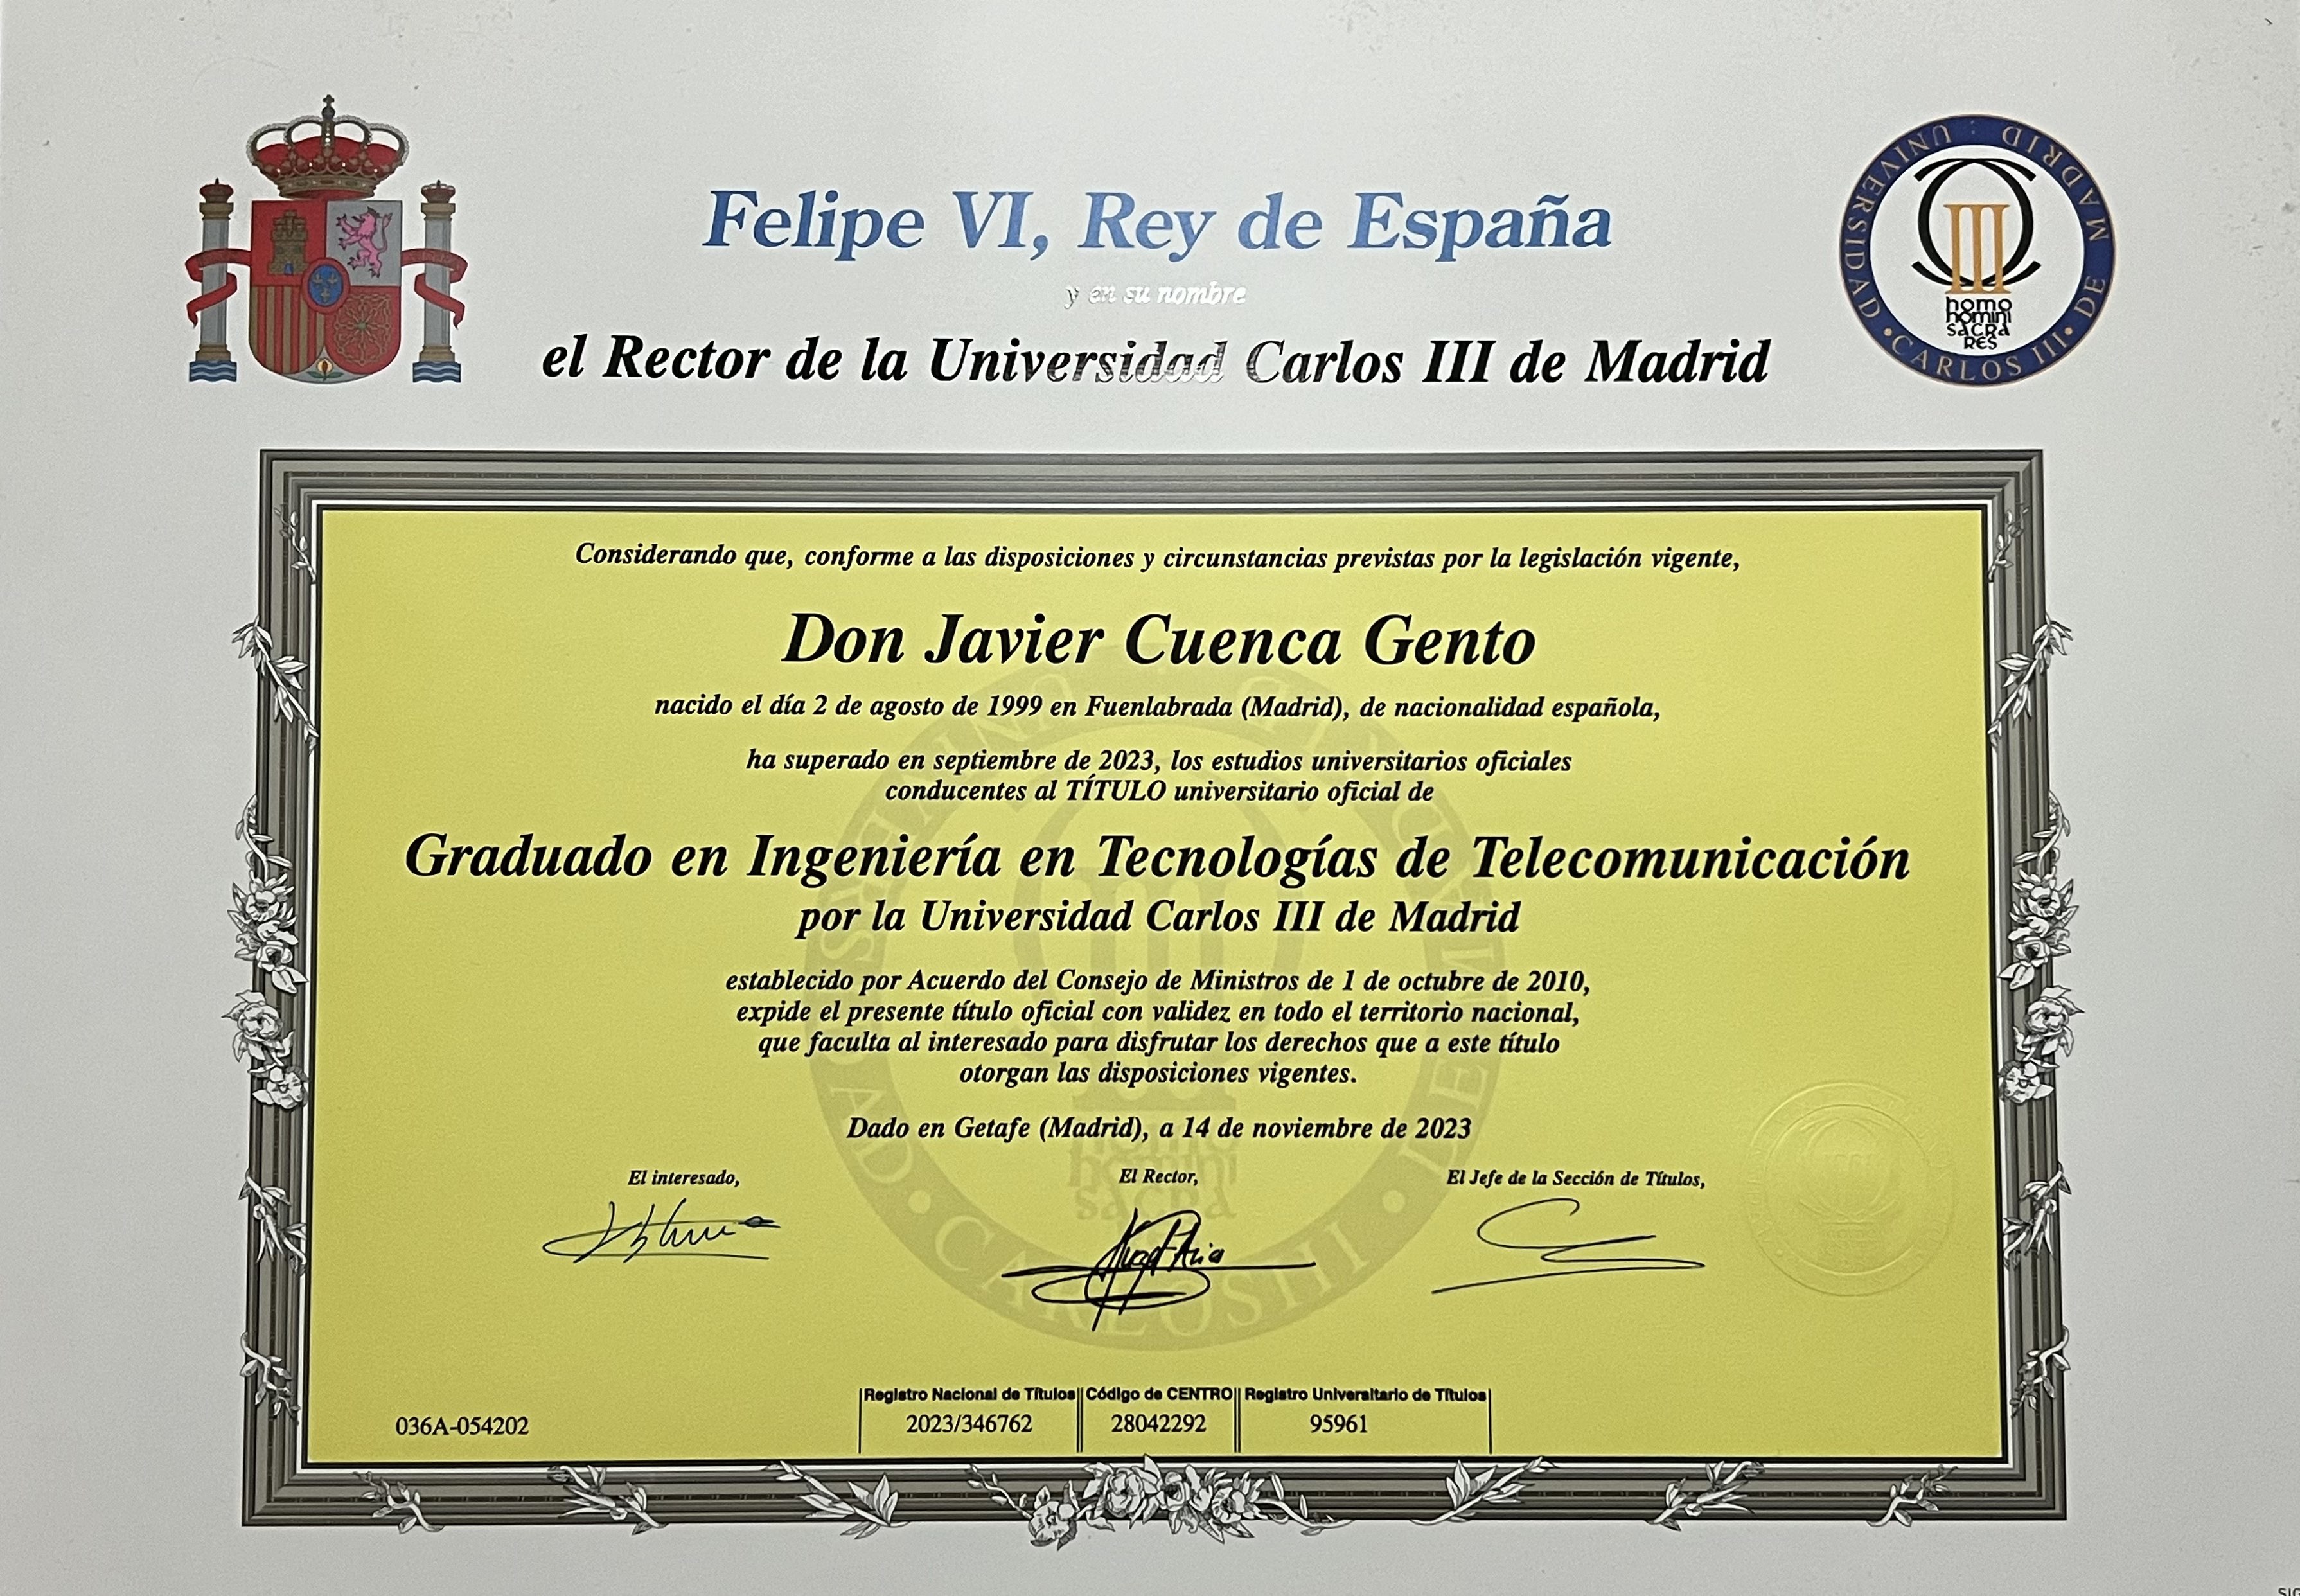 Felipe VI, Rey de España
y en su nombre
el Rector de la Universidad Carlos III de Madrid
UNIVERSIDAD • CARLOS III • DE MADRID :
homo
homini
sacra
res
Considerando que, conforme a las disposiciones y circunstancias previstas por la legislación vigente,
Don Javier Cuenca Gento
nacido el día 2 de agosto de 1999 en Fuenlabrada (Madrid), de nacionalidad española,
ha superado en septiembre de 2023, los estudios universitarios oficiales
conducentes al TÍTULO universitario oficial de
Graduado en Ingeniería en Tecnologías de Telecomunicación
por la Universidad Carlos III de Madrid
establecido por Acuerdo del Consejo de Ministros de 1 de octubre de 2010,
expide el presente título oficial con validez en todo el territorio nacional,
que faculta al interesado para disfrutar los derechos que a este título
otorgan las disposiciones vigentes.
Dado en Getafe (Madrid), a 14 de noviembre de 2023
El interesado,
El Rector,
El Jefe de la Sección de Títulos,
Registro Nacional de Títulos
Código de CENTRO
Registro Universitario de Títulos
036A-054202
2023/346762
28042292
95961